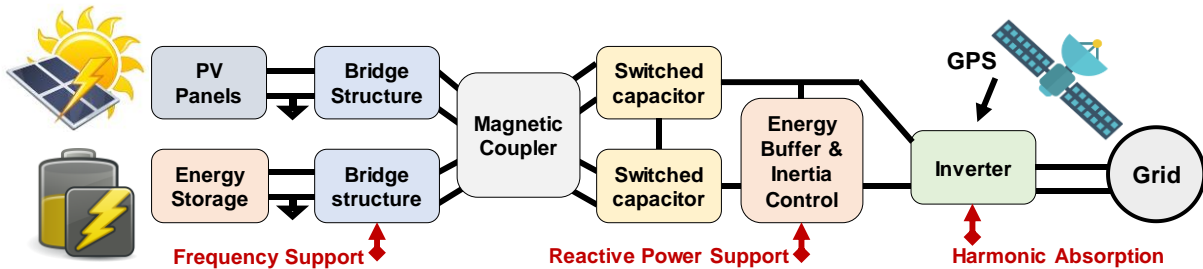 PV
Panels
Bridge
Structure
Magnetic
Coupler
Switched
capacitor
Energy
Buffer &
Inertia
Control
GPS
Inverter
Grid
Energy
Storage
Bridge
structure
Switched
capacitor
Frequency Support
Reactive Power Support
Harmonic Absorption